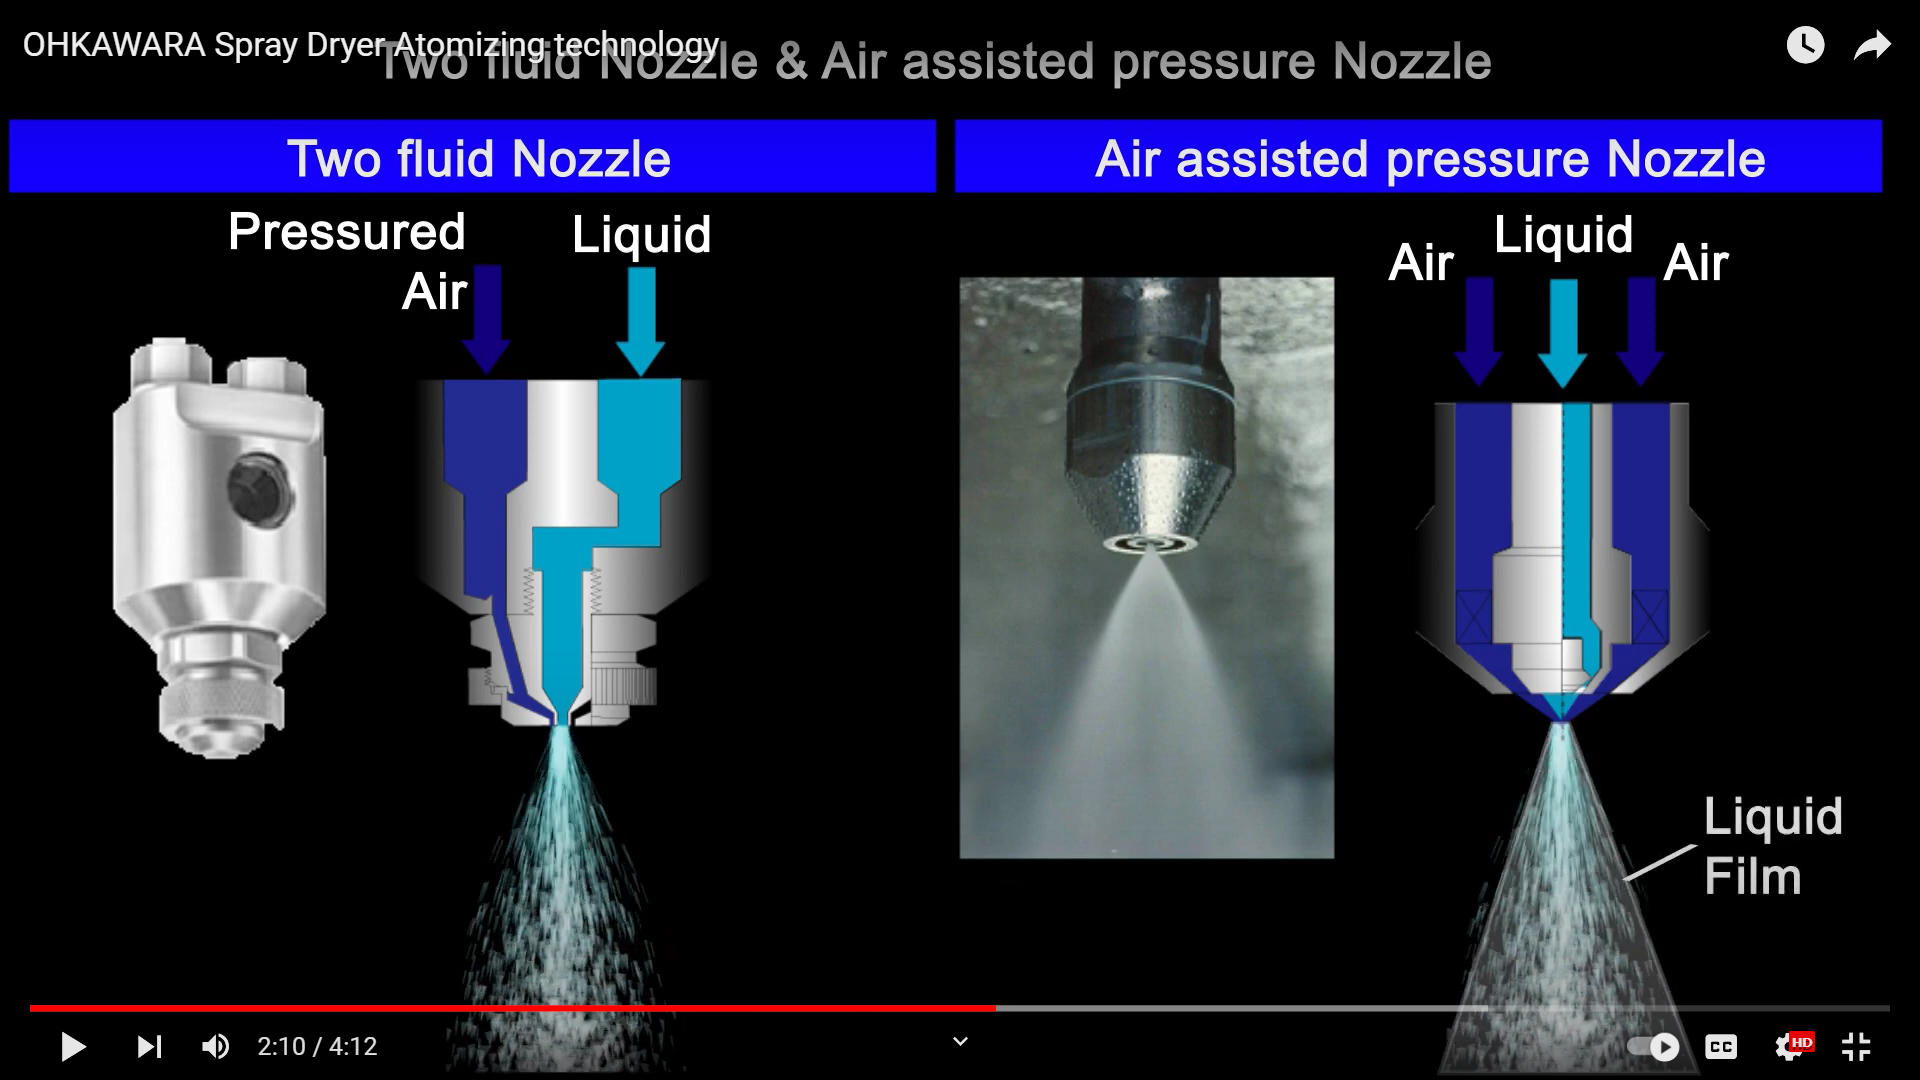 OHKAWARA Spray Dryer Atomizing technology
Two fluid Nozzle & Air assisted pressure Nozzle
Two fluid Nozzle
Air assisted pressure Nozzle
Pressured
Air
Liquid
Air
Liquid
Air
Liquid
Film
2:10 / 4:12
CC
HD